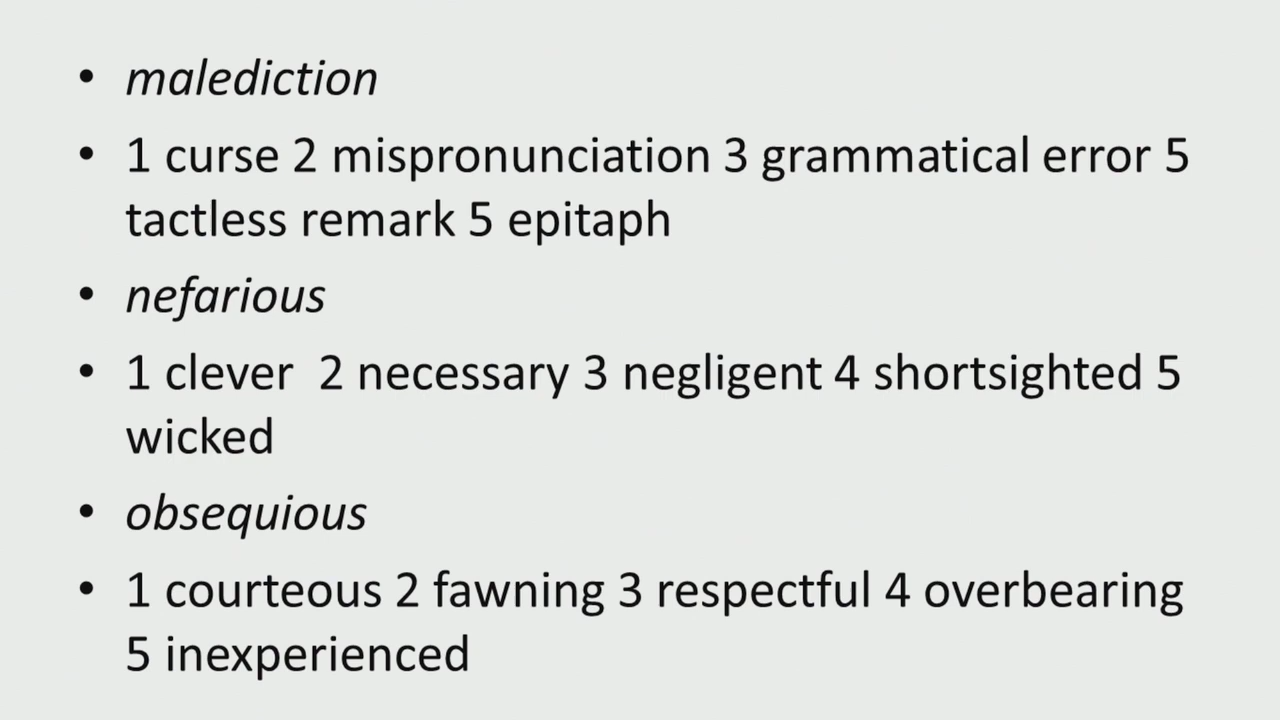 • malediction
• 1 curse 2 mispronunciation 3 grammatical error 5
tactless remark 5 epitaph
• nefarious
• 1 clever  2 necessary 3 negligent 4 shortsighted 5
wicked
• obsequious
• 1 courteous 2 fawning 3 respectful 4 overbearing
5 inexperienced